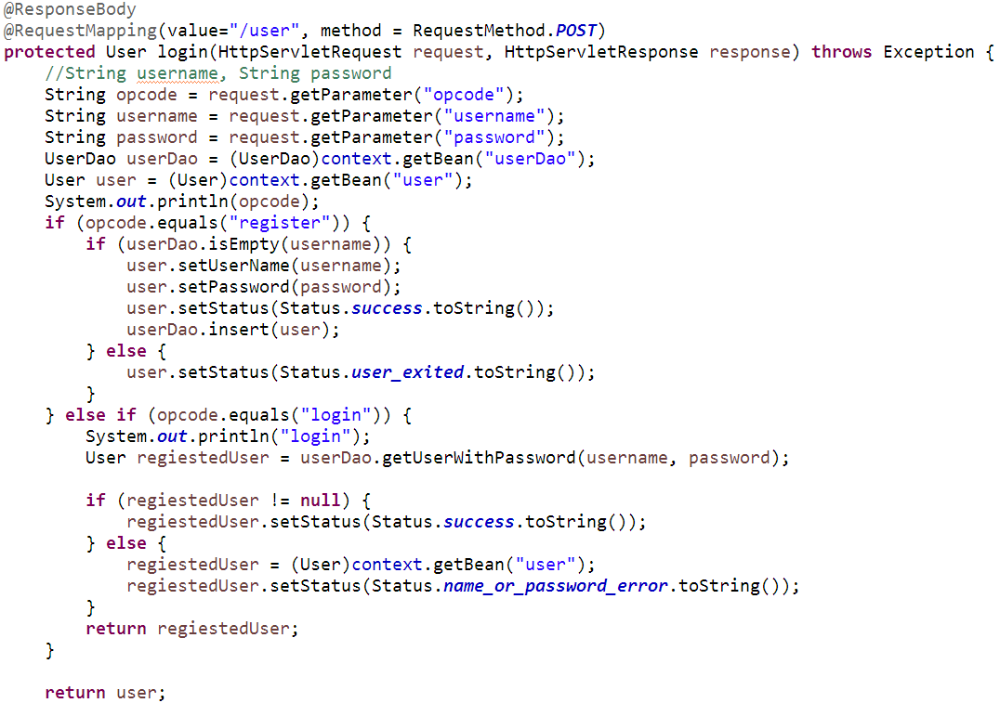 @ResponseBody
@RequestMapping(value="/user", method = RequestMethod.POST)
protected User login(HttpServletRequest request, HttpServletResponse response) throws Exception {
    //String username, String password
    String opcode = request.getParameter("opcode");
    String username = request.getParameter("username");
    String password = request.getParameter("password");
    UserDao userDao = (UserDao)context.getBean("userDao");
    User user = (User)context.getBean("user");
    System.out.println(opcode);
    if (opcode.equals("register")) {
        if (userDao.isEmpty(username)) {
            user.setUserName(username);
            user.setPassword(password);
            user.setStatus(Status.success.toString());
            userDao.insert(user);
        } else {
            user.setStatus(Status.user_exited.toString());
        }
    } else if (opcode.equals("login")) {
        System.out.println("login");
        User regiestedUser = userDao.getUserWithPassword(username, password);

        if (regiestedUser != null) {
            regiestedUser.setStatus(Status.success.toString());
        } else {
            regiestedUser = (User)context.getBean("user");
            regiestedUser.setStatus(Status.name_or_password_error.toString());
        }
        return regiestedUser;
    }

    return user;